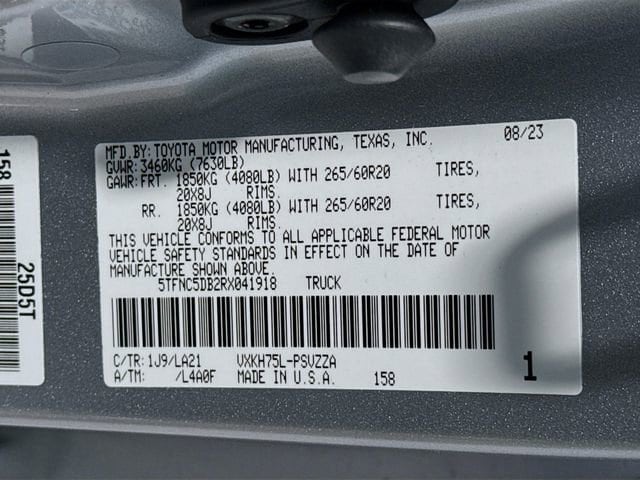 MFD.BY:TOYOTA MOTOR MANUFACTURING, TEXAS, INC. 08/23
GVWR:3460KG (7630LB)
GAWR:FRT. 1850KG (4080LB) WITH 265/60R20 TIRES,
20X8J RIMS.
RR. 1850KG (4080LB) WITH 265/60R20 TIRES,
20X8J RIMS.
THIS VEHICLE CONFORMS TO ALL APPLICABLE FEDERAL MOTOR
VEHICLE SAFETY STANDARDS IN EFFECT ON THE DATE OF
MANUFACTURE SHOWN ABOVE.
5TFNC5DB2RX041918 TRUCK
C/TR:1J9/LA21 VXKH75L-PSVZZA
A/TM: /L4A0F MADE IN U.S.A. 158 1
158
25D5T